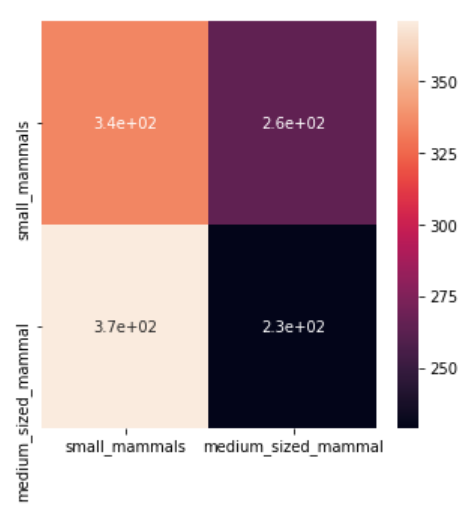 small_mammals
medium_sized_mammal
3.4e+02
2.6e+02
3.7e+02
2.3e+02
small_mammals
medium_sized_mammal
350
325
300
275
250